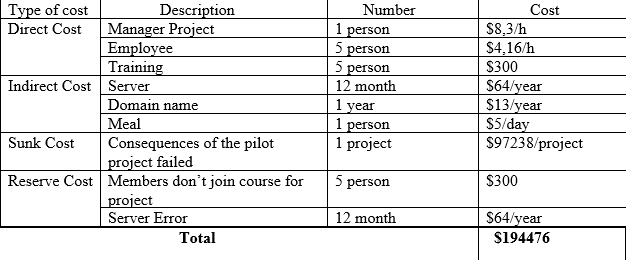 Type of cost Description Number Cost
Direct Cost Manager Project 1 person $8,3/h
Employee 5 person $4,16/h
Training 5 person $300
Indirect Cost Server 12 month $64/year
Domain name 1 year $13/year
Meal 1 person $5/day
Sunk Cost Consequences of the pilot 1 project $97238/project
project failed
Reserve Cost Members don't join course for 5 person $300
project
Server Error 12 month $64/year
Total $194476